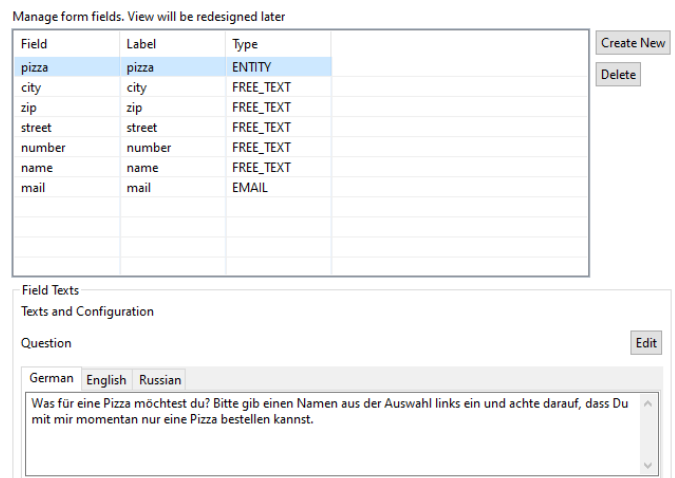 Manage form fields. View will be redesigned later
Field Label Type
Create New
pizza pizza ENTITY
Delete
city city FREE_TEXT
zip zip FREE_TEXT
street street FREE_TEXT
number number FREE_TEXT
name name FREE_TEXT
mail mail EMAIL
Field Texts
Texts and Configuration
Question
Edit
German English Russian
Was für eine Pizza möchtest du? Bitte gib einen Namen aus der Auswahl links ein und achte darauf, dass Du
mit mir momentan nur eine Pizza bestellen kannst.